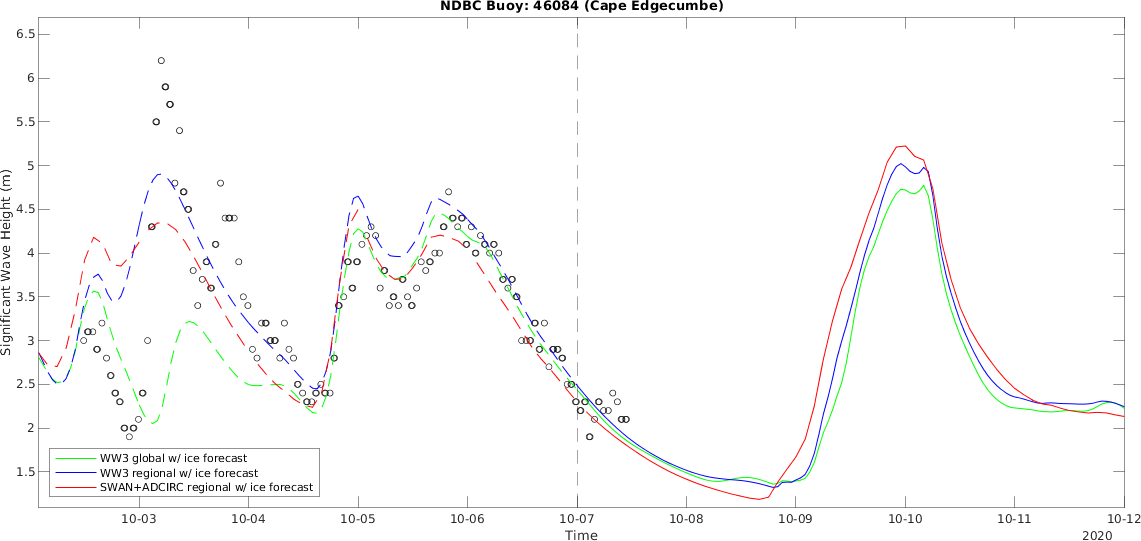 NDBC Buoy: 46084 (Cape Edgecumbe)
6.5
6
5.5
5
4.5
4
3.5
3
2.5
2
1.5
Significant Wave Height (m)
WW3 global w/ ice forecast
WW3 regional w/ ice forecast
SWAN+ADCIRC regional w/ ice forecast
10-03 10-04 10-05 10-06 10-07 10-08 10-09 10-10 10-11 10-12
Time
2020